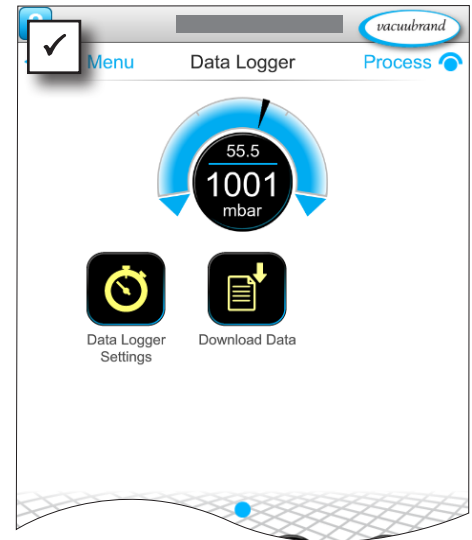 vacuubrand
Menu
Data Logger
Process
55.5
1001
mbar
Data Logger
Settings
Download Data